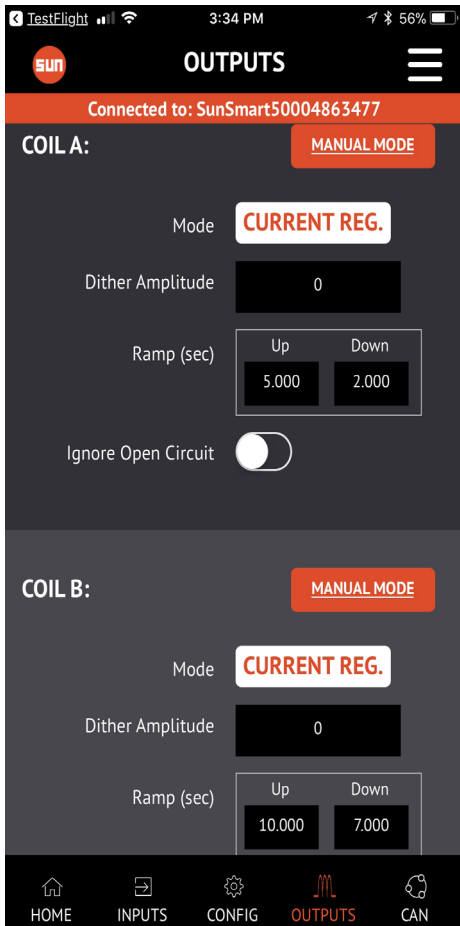 TestFlight 3:34 PM 56%
sun OUTPUTS
Connected to: SunSmart50004863477
COIL A: MANUAL MODE
Mode CURRENT REG.
Dither Amplitude 0
Up Down
Ramp (sec)
5.000 2.000
Ignore Open Circuit
COIL B: MANUAL MODE
Mode CURRENT REG.
Dither Amplitude 0
Up Down
Ramp (sec)
10.000 7.000
HOME INPUTS CONFIG OUTPUTS CAN